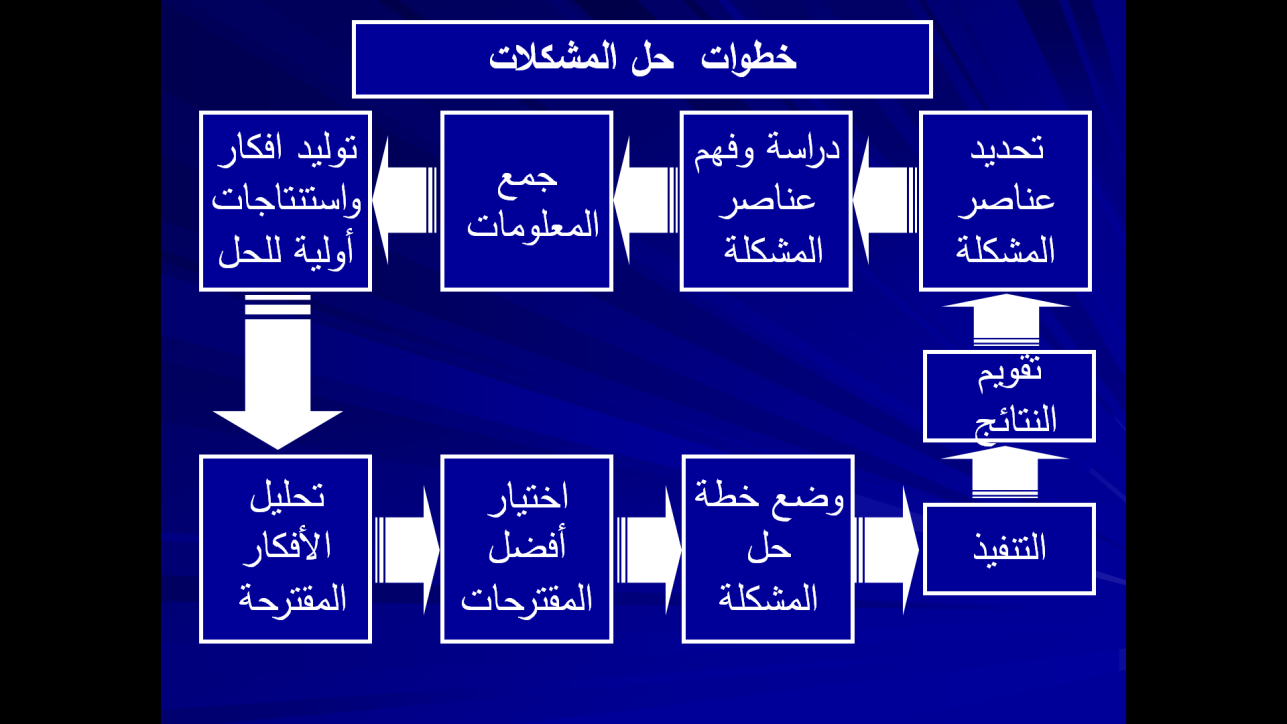 خطوات حل المشكلات
تحديد
عناصر
المشكلة
دراسة وفهم
عناصر
المشكلة
جمع
المعلومات
توليد افكار
واستنتاجات
أولية للحل
تحليل
الأفكار
المقترحة
اختيار
أفضل
المقترحات
وضع خطة
حل
المشكلة
التنفيذ
تقويم
النتائج